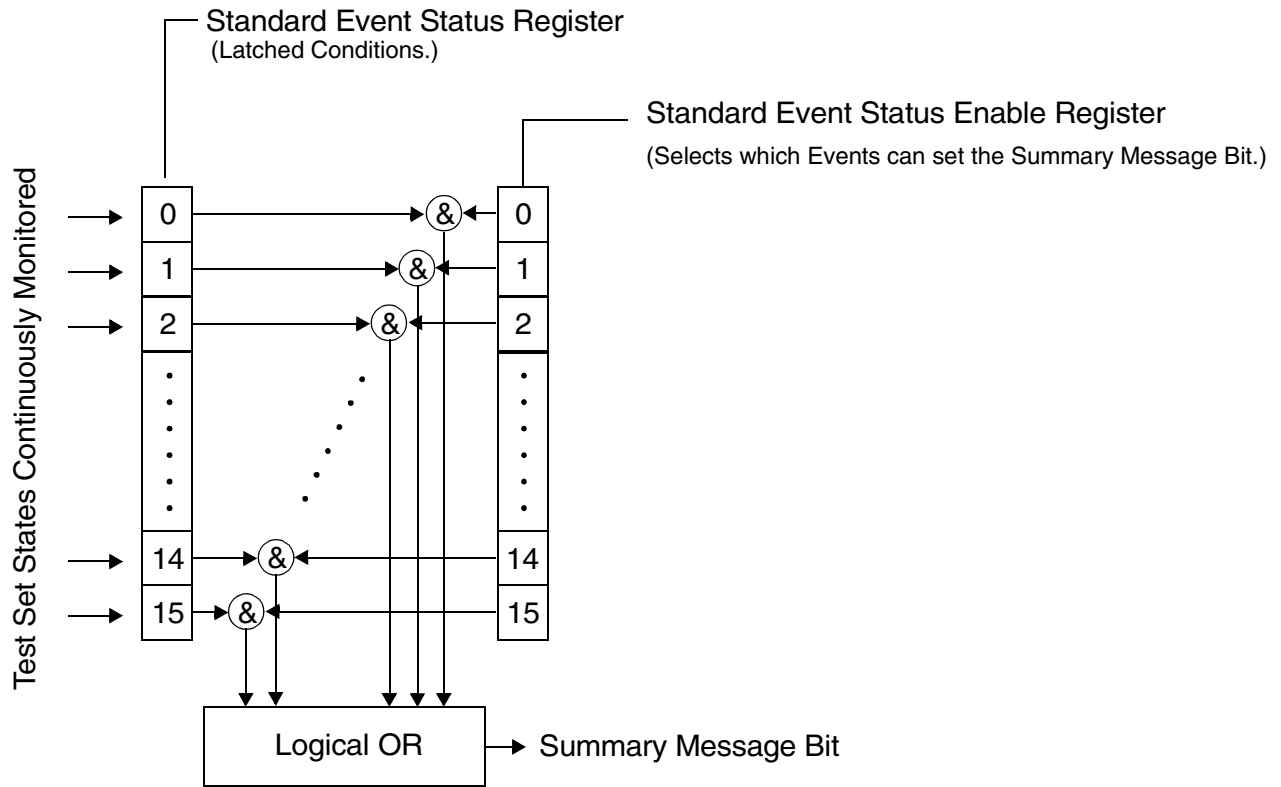 Standard Event Status Register
(Latched Conditions.)
Standard Event Status Enable Register
(Selects which Events can set the Summary Message Bit.)
Test Set States Continuously Monitored
0 & 0
1 & 1
2 & 2
14 & 14
15 & 15
Logical OR
Summary Message Bit